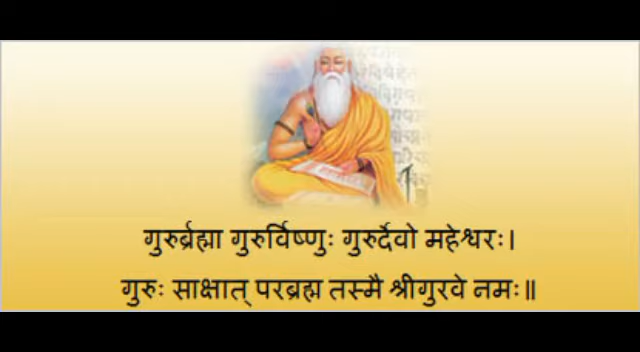 गुरुर्ब्रह्मा गुरुर्विष्णुः गुरुर्देवो महेश्वरः।
गुरुः साक्षात् परब्रह्म तस्मै श्रीगुरवे नमः॥